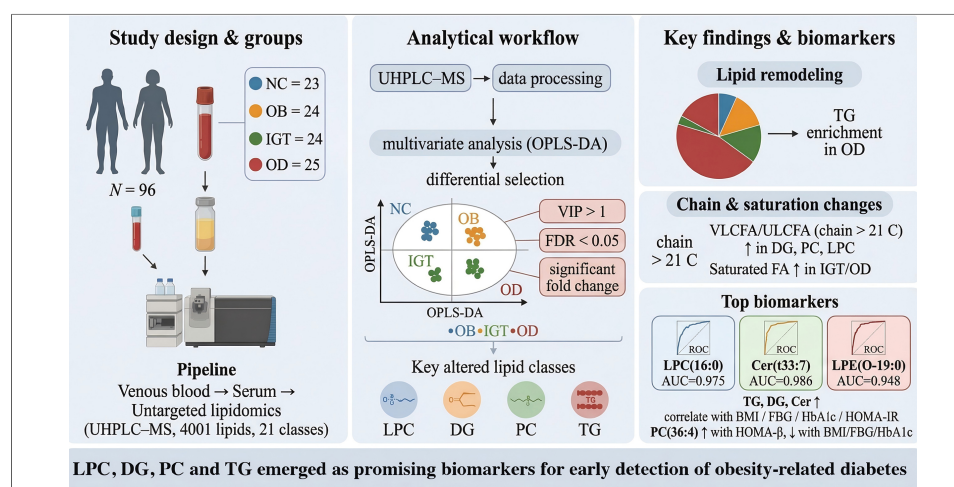 Study design & groups
NC = 23
OB = 24
IGT = 24
OD = 25
N = 96
Pipeline
Venous blood → Serum →
Untargeted lipidomics
(UHPLC–MS, 4001 lipids, 21 classes)
Analytical workflow
UHPLC–MS → data processing
multivariate analysis (OPLS-DA)
differential selection
NC
OB
IGT
OD
OPLS-DA
OPLS-DA
VIP > 1
FDR < 0.05
significant
fold change
•OB •IGT •OD
Key altered lipid classes
TG
LPC DG PC TG
Key findings & biomarkers
Lipid remodeling
TG
enrichment
in OD
Chain & saturation changes
chain
> 21 C
VLCFA/ULCFA (chain > 21 C)
↑ in DG, PC, LPC
Saturated FA ↑ in IGT/OD
Top biomarkers
ROC
LPC(16:0)
AUC=0.975
ROC
Cer(t33:7)
AUC=0.986
ROC
LPE(O-19:0)
AUC=0.948
TG, DG, Cer ↑
correlate with BMI / FBG / HbA1c / HOMA-IR
PC(36:4) ↑ with HOMA-β, ↓ with BMI/FBG/HbA1c
LPC, DG, PC and TG emerged as promising biomarkers for early detection of obesity-related diabetes